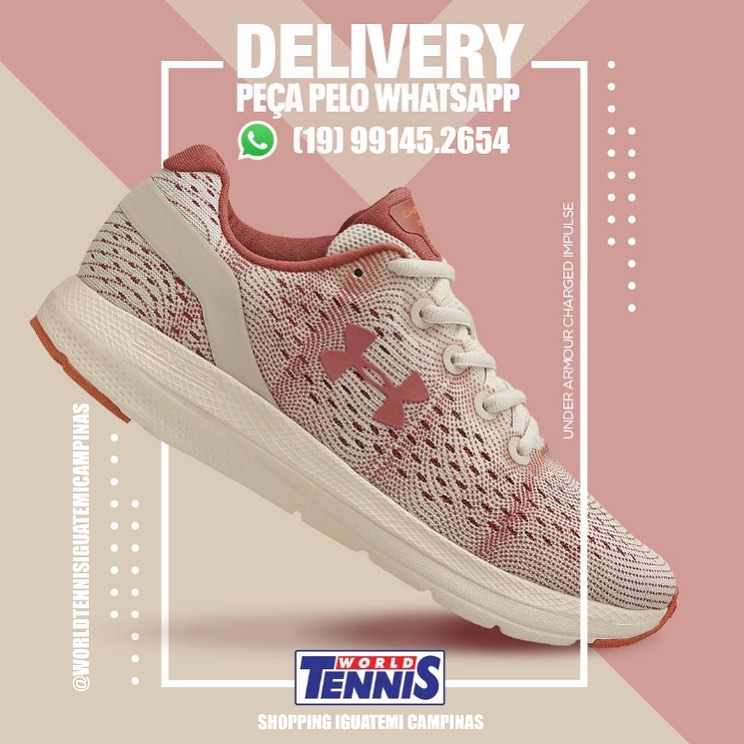 DELIVERY
PEÇA PELO WHATSAPP
(19) 99145.2654
UNDER ARMOUR CHARGED IMPULSE
@WORLDTENNISIGUATEMICAMPINAS
WORLD
TENNIS
SHOPPING IGUATEMI CAMPINAS